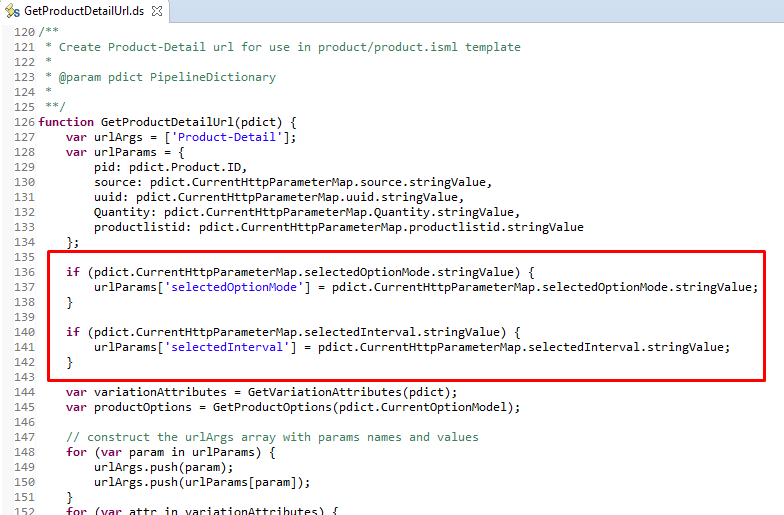 GetProductDetailUrl.ds
120 /**
121  * Create Product-Detail url for use in product/product.isml template
122  *
123  * @param pdict PipelineDictionary
124  *
125  **/
126 function GetProductDetailUrl(pdict) {
127     var urlArgs = ['Product-Detail'];
128     var urlParams = {
129         pid: pdict.Product.ID,
130         source: pdict.CurrentHttpParameterMap.source.stringValue,
131         uuid: pdict.CurrentHttpParameterMap.uuid.stringValue,
132         Quantity: pdict.CurrentHttpParameterMap.Quantity.stringValue,
133         productlistid: pdict.CurrentHttpParameterMap.productlistid.stringValue
134     };
135
136     if (pdict.CurrentHttpParameterMap.selectedOptionMode.stringValue) {
137         urlParams['selectedOptionMode'] = pdict.CurrentHttpParameterMap.selectedOptionMode.stringValue;
138     }
139
140     if (pdict.CurrentHttpParameterMap.selectedInterval.stringValue) {
141         urlParams['selectedInterval'] = pdict.CurrentHttpParameterMap.selectedInterval.stringValue;
142     }
143
144     var variationAttributes = GetVariationAttributes(pdict);
145     var productOptions = GetProductOptions(pdict.CurrentOptionModel);
146
147     // construct the urlArgs array with params names and values
148     for (var param in urlParams) {
149         urlArgs.push(param);
150         urlArgs.push(urlParams[param]);
151     }
152     for (var attr in variationAttributes) {